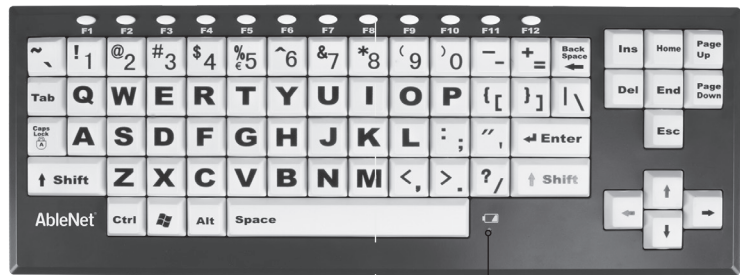 F1 F2 F3 F4 F5 F6 F7 F8 F9 F10 F11 F12
~ ` ! 1 @ 2 # 3 $ 4 % € 5 ^ 6 & 7 * 8 ( 9 ) 0 — - + = Back Space Ins Home Page Up
Tab Q W E R T Y U I O P { [ } ] | \ Del End Page Down
Caps Lock A A S D F G H J K L : ; " ' Enter Esc
Shift Z X C V B N M < , > . ? / Shift
AbleNet Ctrl Alt Space